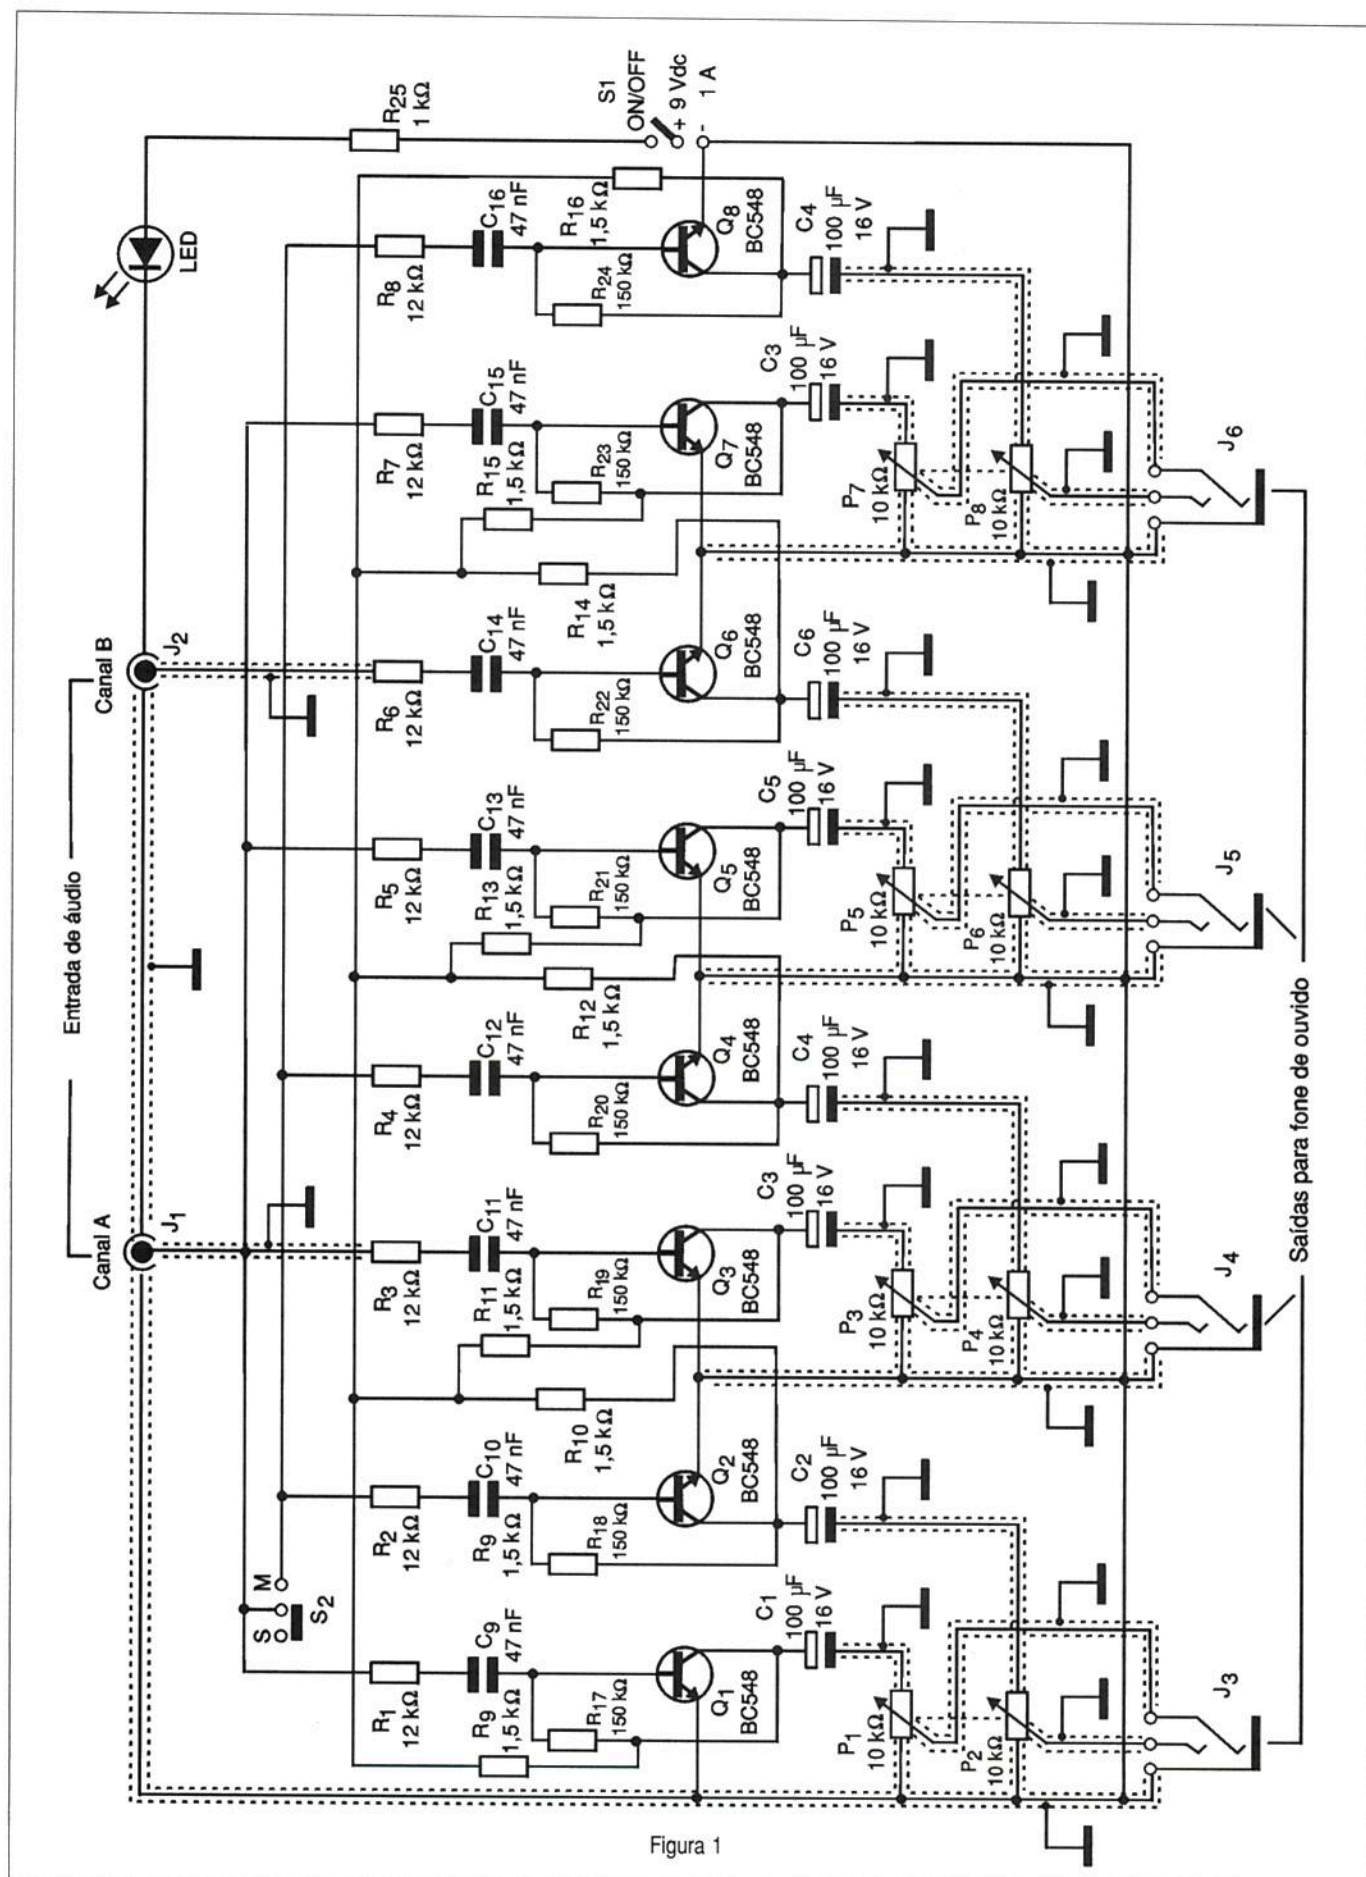 Entrada de áudio
Canal A
Canal B
J1
J2
LED
R25
1 kΩ
S1
ON/OFF
+ 9 Vdc
-
1 A
S
M
S2
R1
12 kΩ
R2
12 kΩ
R3
12 kΩ
R4
12 kΩ
R5
12 kΩ
R6
12 kΩ
R7
12 kΩ
R8
12 kΩ
C9
47 nF
C10
47 nF
C11
47 nF
C12
47 nF
C13
47 nF
C14
47 nF
C15
47 nF
C16
47 nF
R9
1,5 kΩ
R9
1,5 kΩ
R10
1,5 kΩ
R11
1,5 kΩ
R12
1,5 kΩ
R13
1,5 kΩ
R14
1,5 kΩ
R15
1,5 kΩ
R16
1,5 kΩ
R17
150 kΩ
R18
150 kΩ
R19
150 kΩ
R20
150 kΩ
R21
150 kΩ
R22
150 kΩ
R23
150 kΩ
R24
150 kΩ
Q1
BC548
Q2
BC548
Q3
BC548
Q4
BC548
Q5
BC548
Q6
BC548
Q7
BC548
Q8
BC548
C1
100 µF
16 V
C2
100 µF
16 V
C3
100 µF
16 V
C4
100 µF
16 V
C5
100 µF
16 V
C6
100 µF
16 V
C3
100 µF
16 V
C4
100 µF
16 V
P1
10 kΩ
P2
10 kΩ
P3
10 kΩ
P4
10 kΩ
P5
10 kΩ
P6
10 kΩ
P7
10 kΩ
P8
10 kΩ
J3
J4
J5
J6
Saídas para fone de ouvido
Figura 1